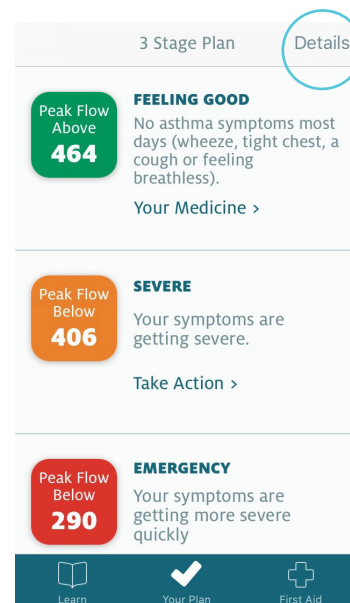 3 Stage Plan Details
Peak Flow
Above
464
FEELING GOOD
No asthma symptoms most
days (wheeze, tight chest, a
cough or feeling
breathless).
Your Medicine >
Peak Flow
Below
406
SEVERE
Your symptoms are
getting severe.
Take Action >
Peak Flow
Below
290
EMERGENCY
Your symptoms are
getting more severe
quickly
Learn Your Plan First Aid